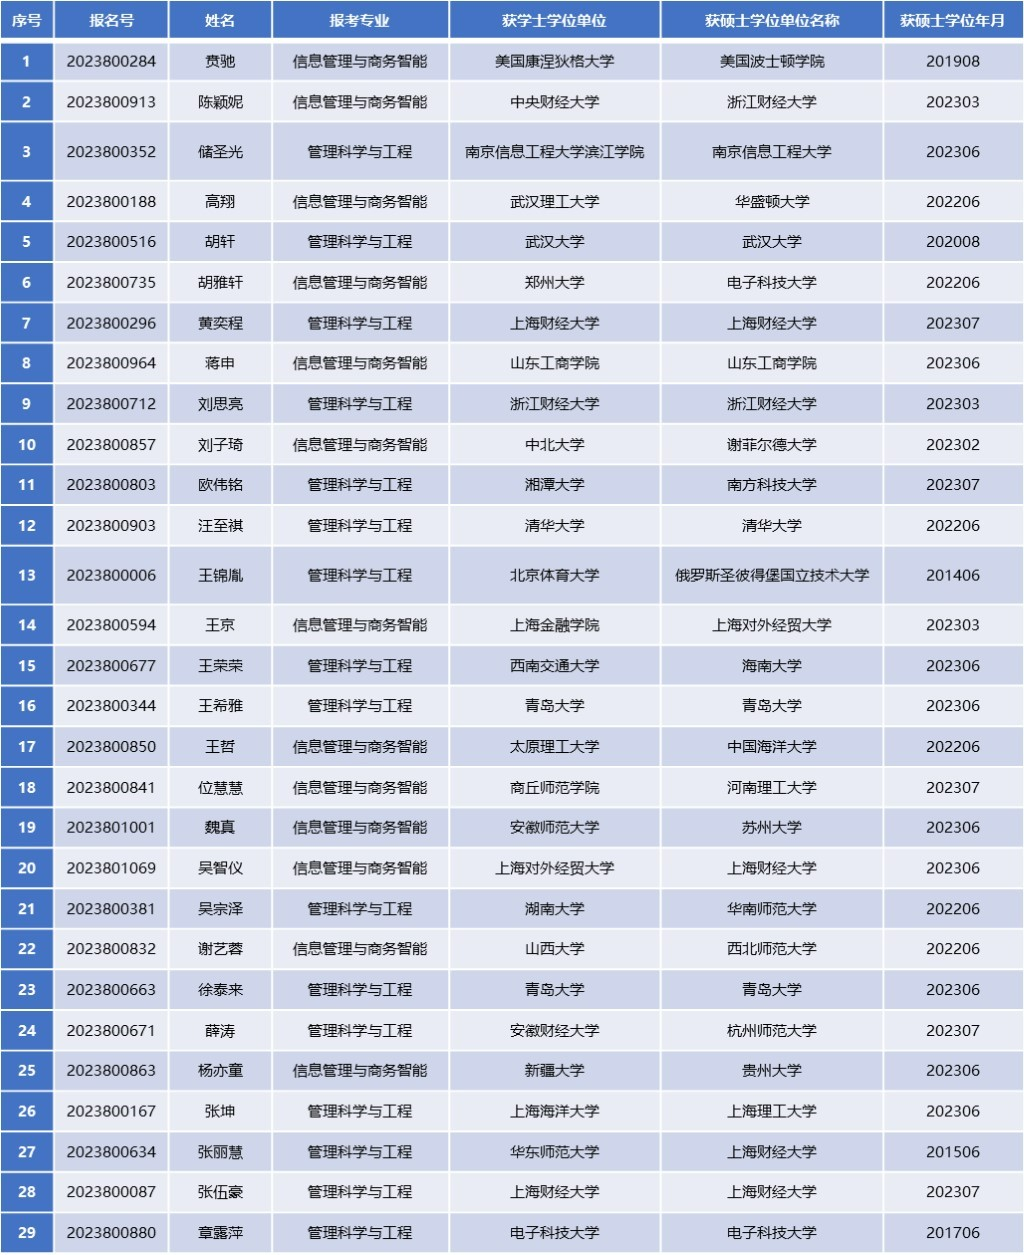 序号 报名号 姓名 报考专业 获学士学位单位 获硕士学位单位名称 获硕士学位年月
1 2023800284 贲驰 信息管理与商务智能 美国康涅狄格大学 美国波士顿学院 201908
2 2023800913 陈颖妮 信息管理与商务智能 中央财经大学 浙江财经大学 202303
3 2023800352 储圣光 管理科学与工程 南京信息工程大学滨江学院 南京信息工程大学 202306
4 2023800188 高翔 信息管理与商务智能 武汉理工大学 华盛顿大学 202206
5 2023800516 胡轩 管理科学与工程 武汉大学 武汉大学 202008
6 2023800735 胡雅轩 信息管理与商务智能 郑州大学 电子科技大学 202206
7 2023800296 黄奕程 管理科学与工程 上海财经大学 上海财经大学 202307
8 2023800964 蒋申 信息管理与商务智能 山东工商学院 山东工商学院 202306
9 2023800712 刘思亮 管理科学与工程 浙江财经大学 浙江财经大学 202303
10 2023800857 刘子琦 信息管理与商务智能 中北大学 谢菲尔德大学 202302
11 2023800803 欧伟铭 管理科学与工程 湘潭大学 南方科技大学 202307
12 2023800903 汪至祺 管理科学与工程 清华大学 清华大学 202206
13 2023800006 王锦胤 管理科学与工程 北京体育大学 俄罗斯圣彼得堡国立技术大学 201406
14 2023800594 王京 信息管理与商务智能 上海金融学院 上海对外经贸大学 202303
15 2023800677 王荣荣 管理科学与工程 西南交通大学 海南大学 202306
16 2023800344 王希雅 管理科学与工程 青岛大学 青岛大学 202306
17 2023800850 王哲 信息管理与商务智能 太原理工大学 中国海洋大学 202206
18 2023800841 位慧慧 信息管理与商务智能 商丘师范学院 河南理工大学 202307
19 2023801001 魏真 信息管理与商务智能 安徽师范大学 苏州大学 202306
20 2023801069 吴智仪 信息管理与商务智能 上海对外经贸大学 上海财经大学 202306
21 2023800381 吴宗泽 管理科学与工程 湖南大学 华南师范大学 202206
22 2023800832 谢艺蓉 信息管理与商务智能 山西大学 西北师范大学 202206
23 2023800663 徐泰来 管理科学与工程 青岛大学 青岛大学 202306
24 2023800671 薛涛 管理科学与工程 安徽财经大学 杭州师范大学 202307
25 2023800863 杨亦童 信息管理与商务智能 新疆大学 贵州大学 202306
26 2023800167 张坤 管理科学与工程 上海海洋大学 上海理工大学 202306
27 2023800634 张丽慧 管理科学与工程 华东师范大学 上海财经大学 201506
28 2023800087 张伍豪 管理科学与工程 上海财经大学 上海财经大学 202307
29 2023800880 章露萍 管理科学与工程 电子科技大学 电子科技大学 201706